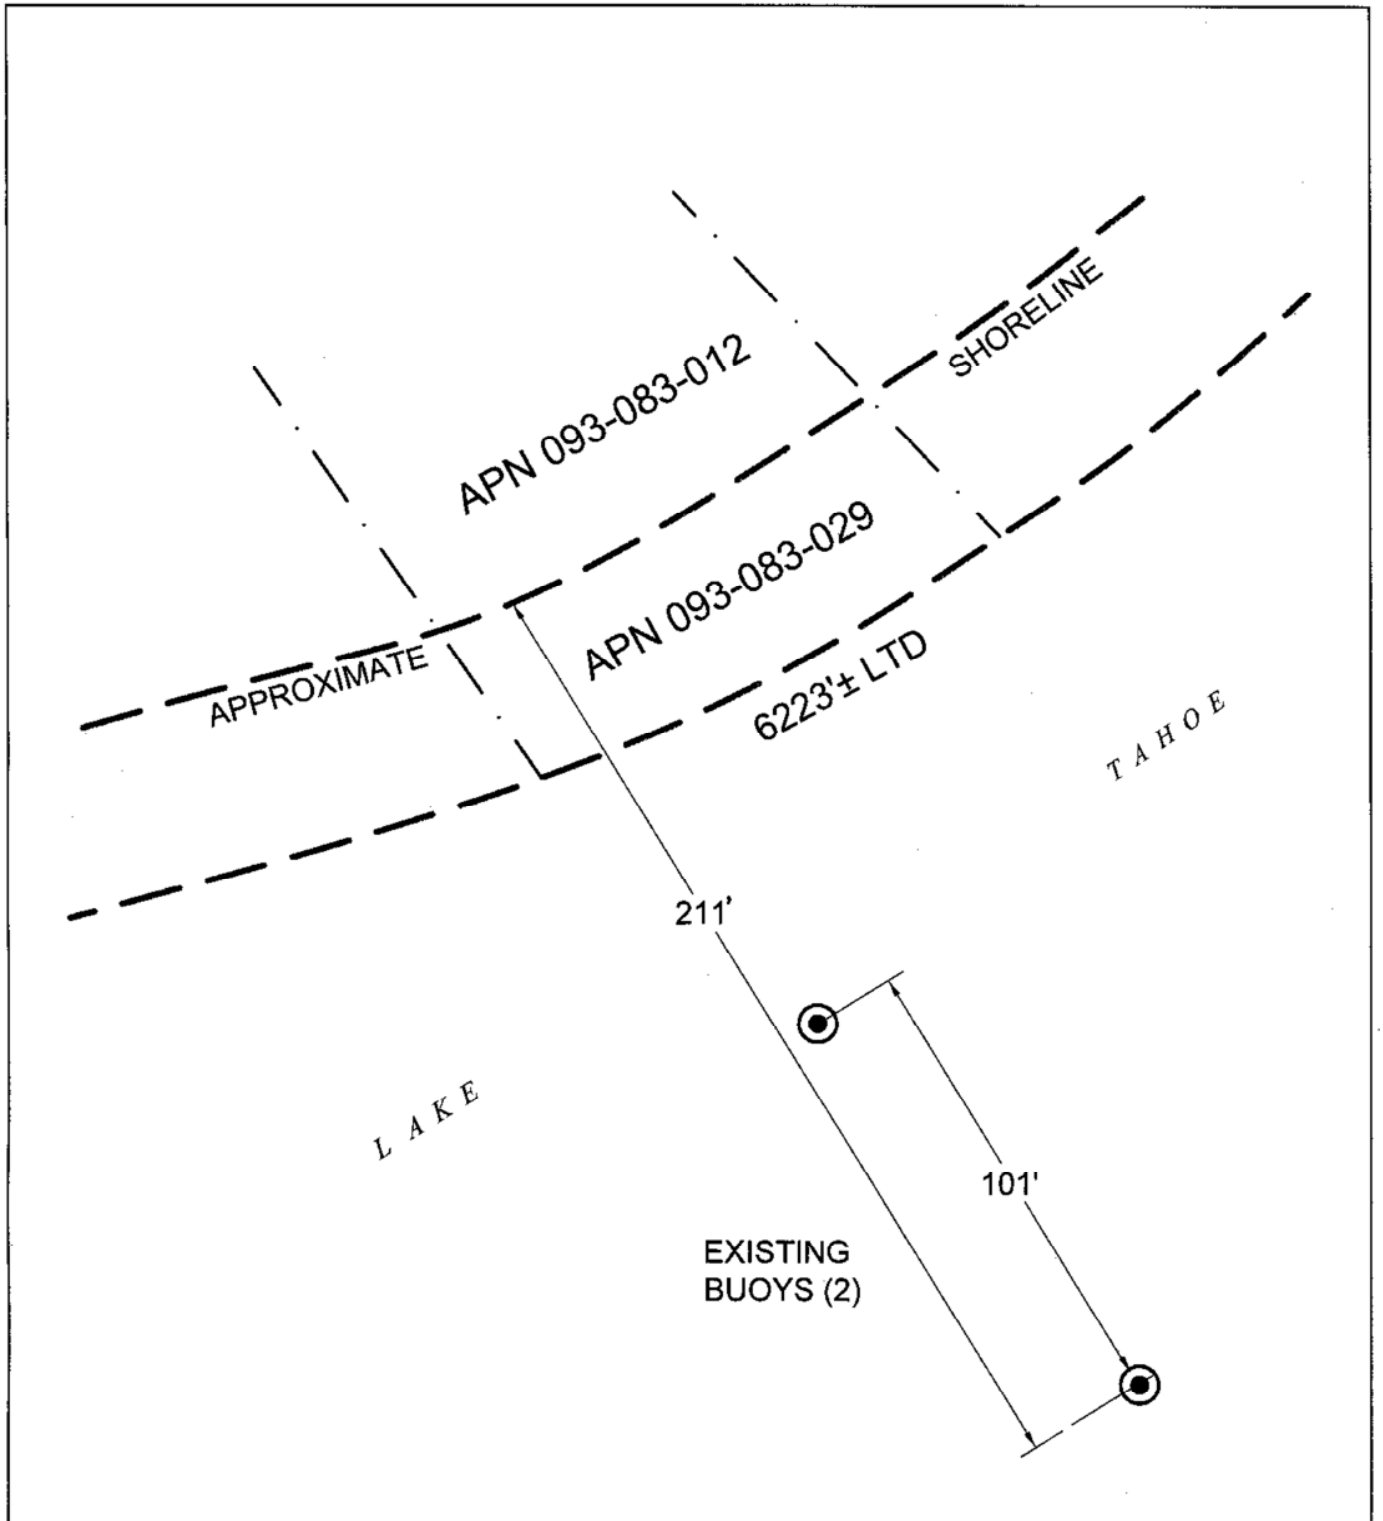 SHORELINE
APN 093-083-012
APN 093-083-029
APPROXIMATE
6223'± LTD
TAHOE
211'
LAKE
101'
EXISTING
BUOYS (2)